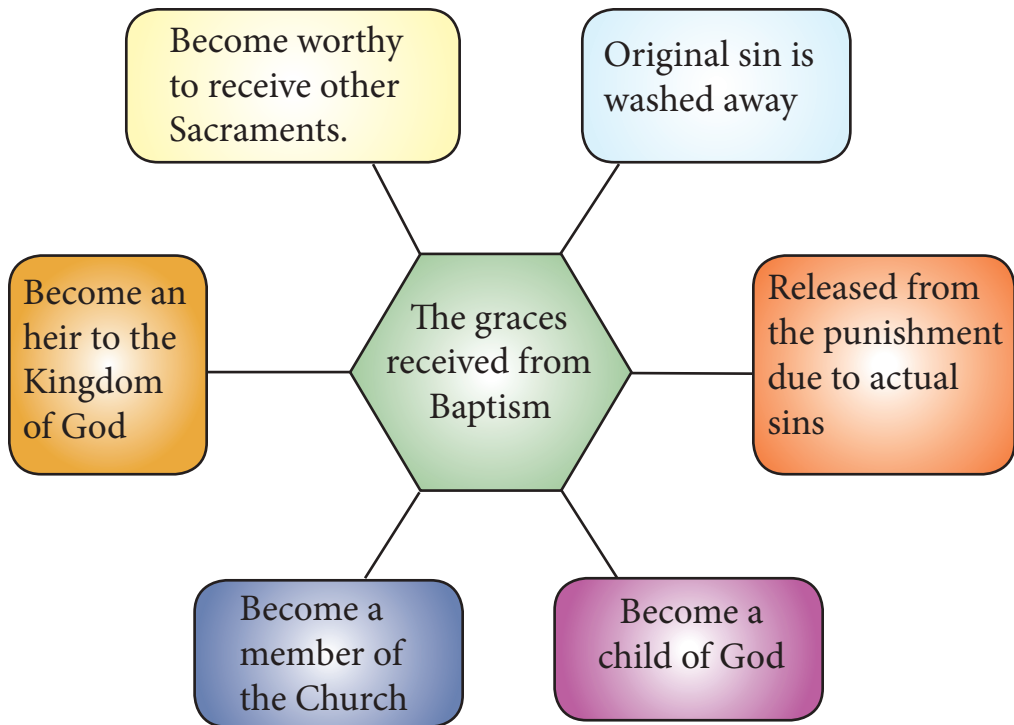 Become worthy
to receive other
Sacraments.
Original sin is
washed away
Become an
heir to the
Kingdom
of God
The graces
received from
Baptism
Released from
the punishment
due to actual
sins
Become a
member of
the Church
Become a
child of God